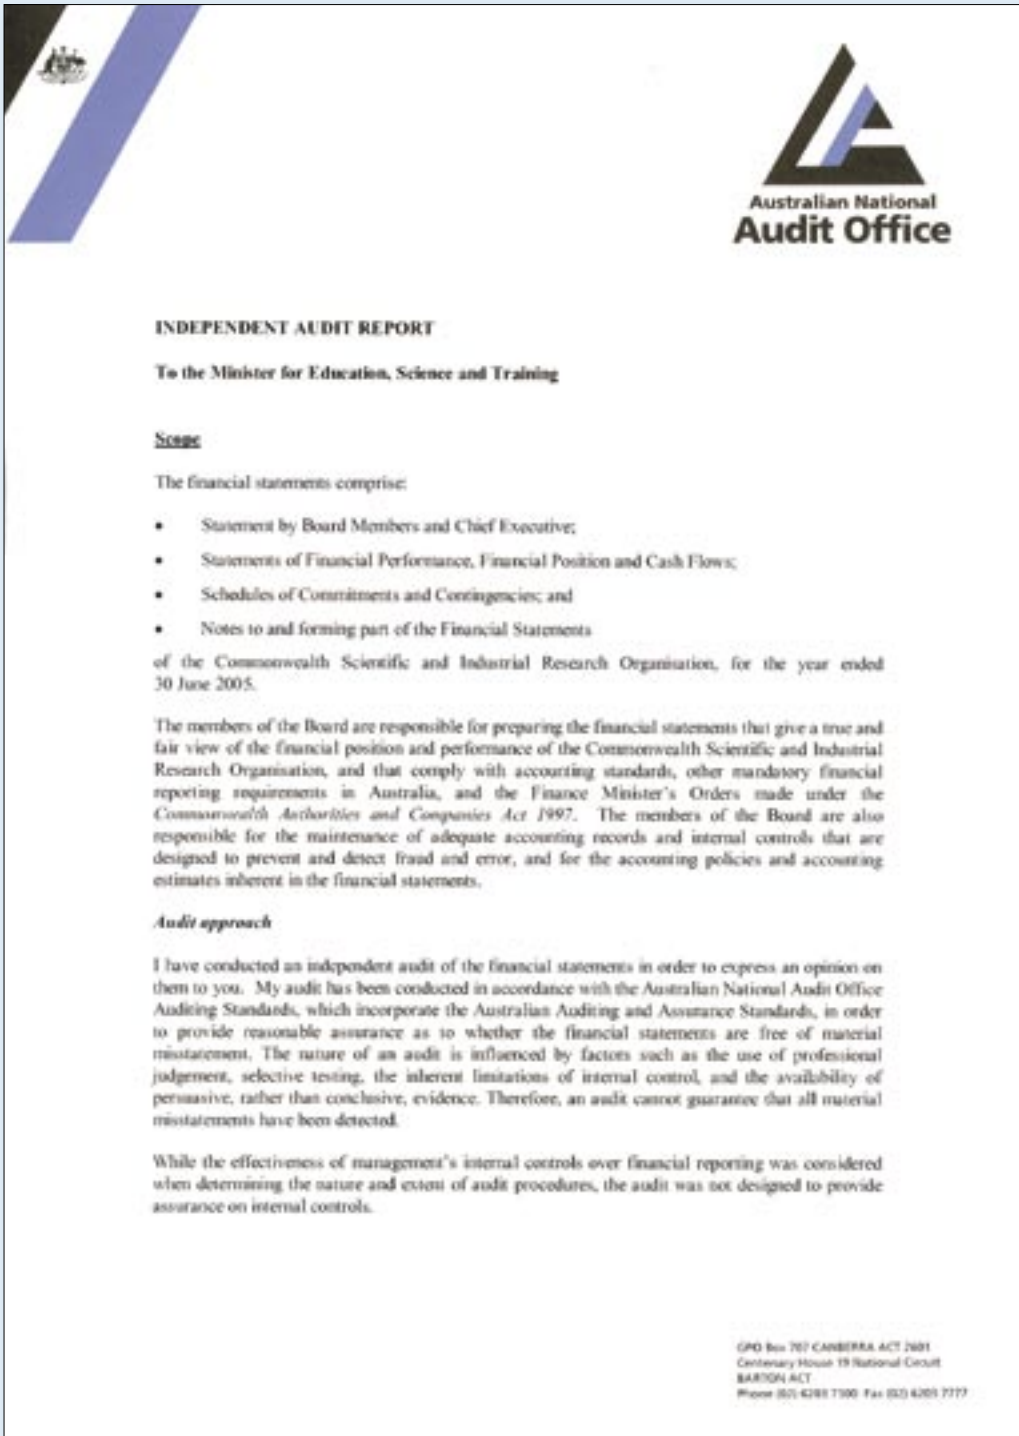 Australian National
Audit Office
INDEPENDENT AUDIT REPORT
To the Minister for Education, Science and Training
Scope
The financial statements comprise:
• Statement by Board Members and Chief Executive;
• Statements of Financial Performance, Financial Position and Cash Flows;
• Schedules of Commitments and Contingencies; and
• Notes to and forming part of the Financial Statements
of the Commonwealth Scientific and Industrial Research Organisation, for the year ended
30 June 2005.
The members of the Board are responsible for preparing the financial statements that give a true and
fair view of the financial position and performance of the Commonwealth Scientific and Industrial
Research Organisation, and that comply with accounting standards, other mandatory financial
reporting requirements in Australia, and the Finance Minister's Orders made under the
Commonwealth Authorities and Companies Act 1997. The members of the Board are also
responsible for the maintenance of adequate accounting records and internal controls that are
designed to prevent and detect fraud and error, and for the accounting policies and accounting
estimates inherent in the financial statements.
Audit approach
I have conducted an independent audit of the financial statements in order to express an opinion on
them to you. My audit has been conducted in accordance with the Australian National Audit Office
Auditing Standards, which incorporate the Australian Auditing and Assurance Standards, in order
to provide reasonable assurance as to whether the financial statements are free of material
misstatement. The nature of an audit is influenced by factors such as the use of professional
judgement, selective testing, the inherent limitations of internal control, and the availability of
persuasive, rather than conclusive, evidence. Therefore, an audit cannot guarantee that all material
misstatements have been detected.
While the effectiveness of management's internal controls over financial reporting was considered
when determining the nature and extent of audit procedures, the audit was not designed to provide
assurance on internal controls.
GPO Box 707 CANBERRA ACT 2601
Centenary House 19 National Circuit
BARTON ACT
Phone (02) 6203 7300 Fax (02) 6203 7777